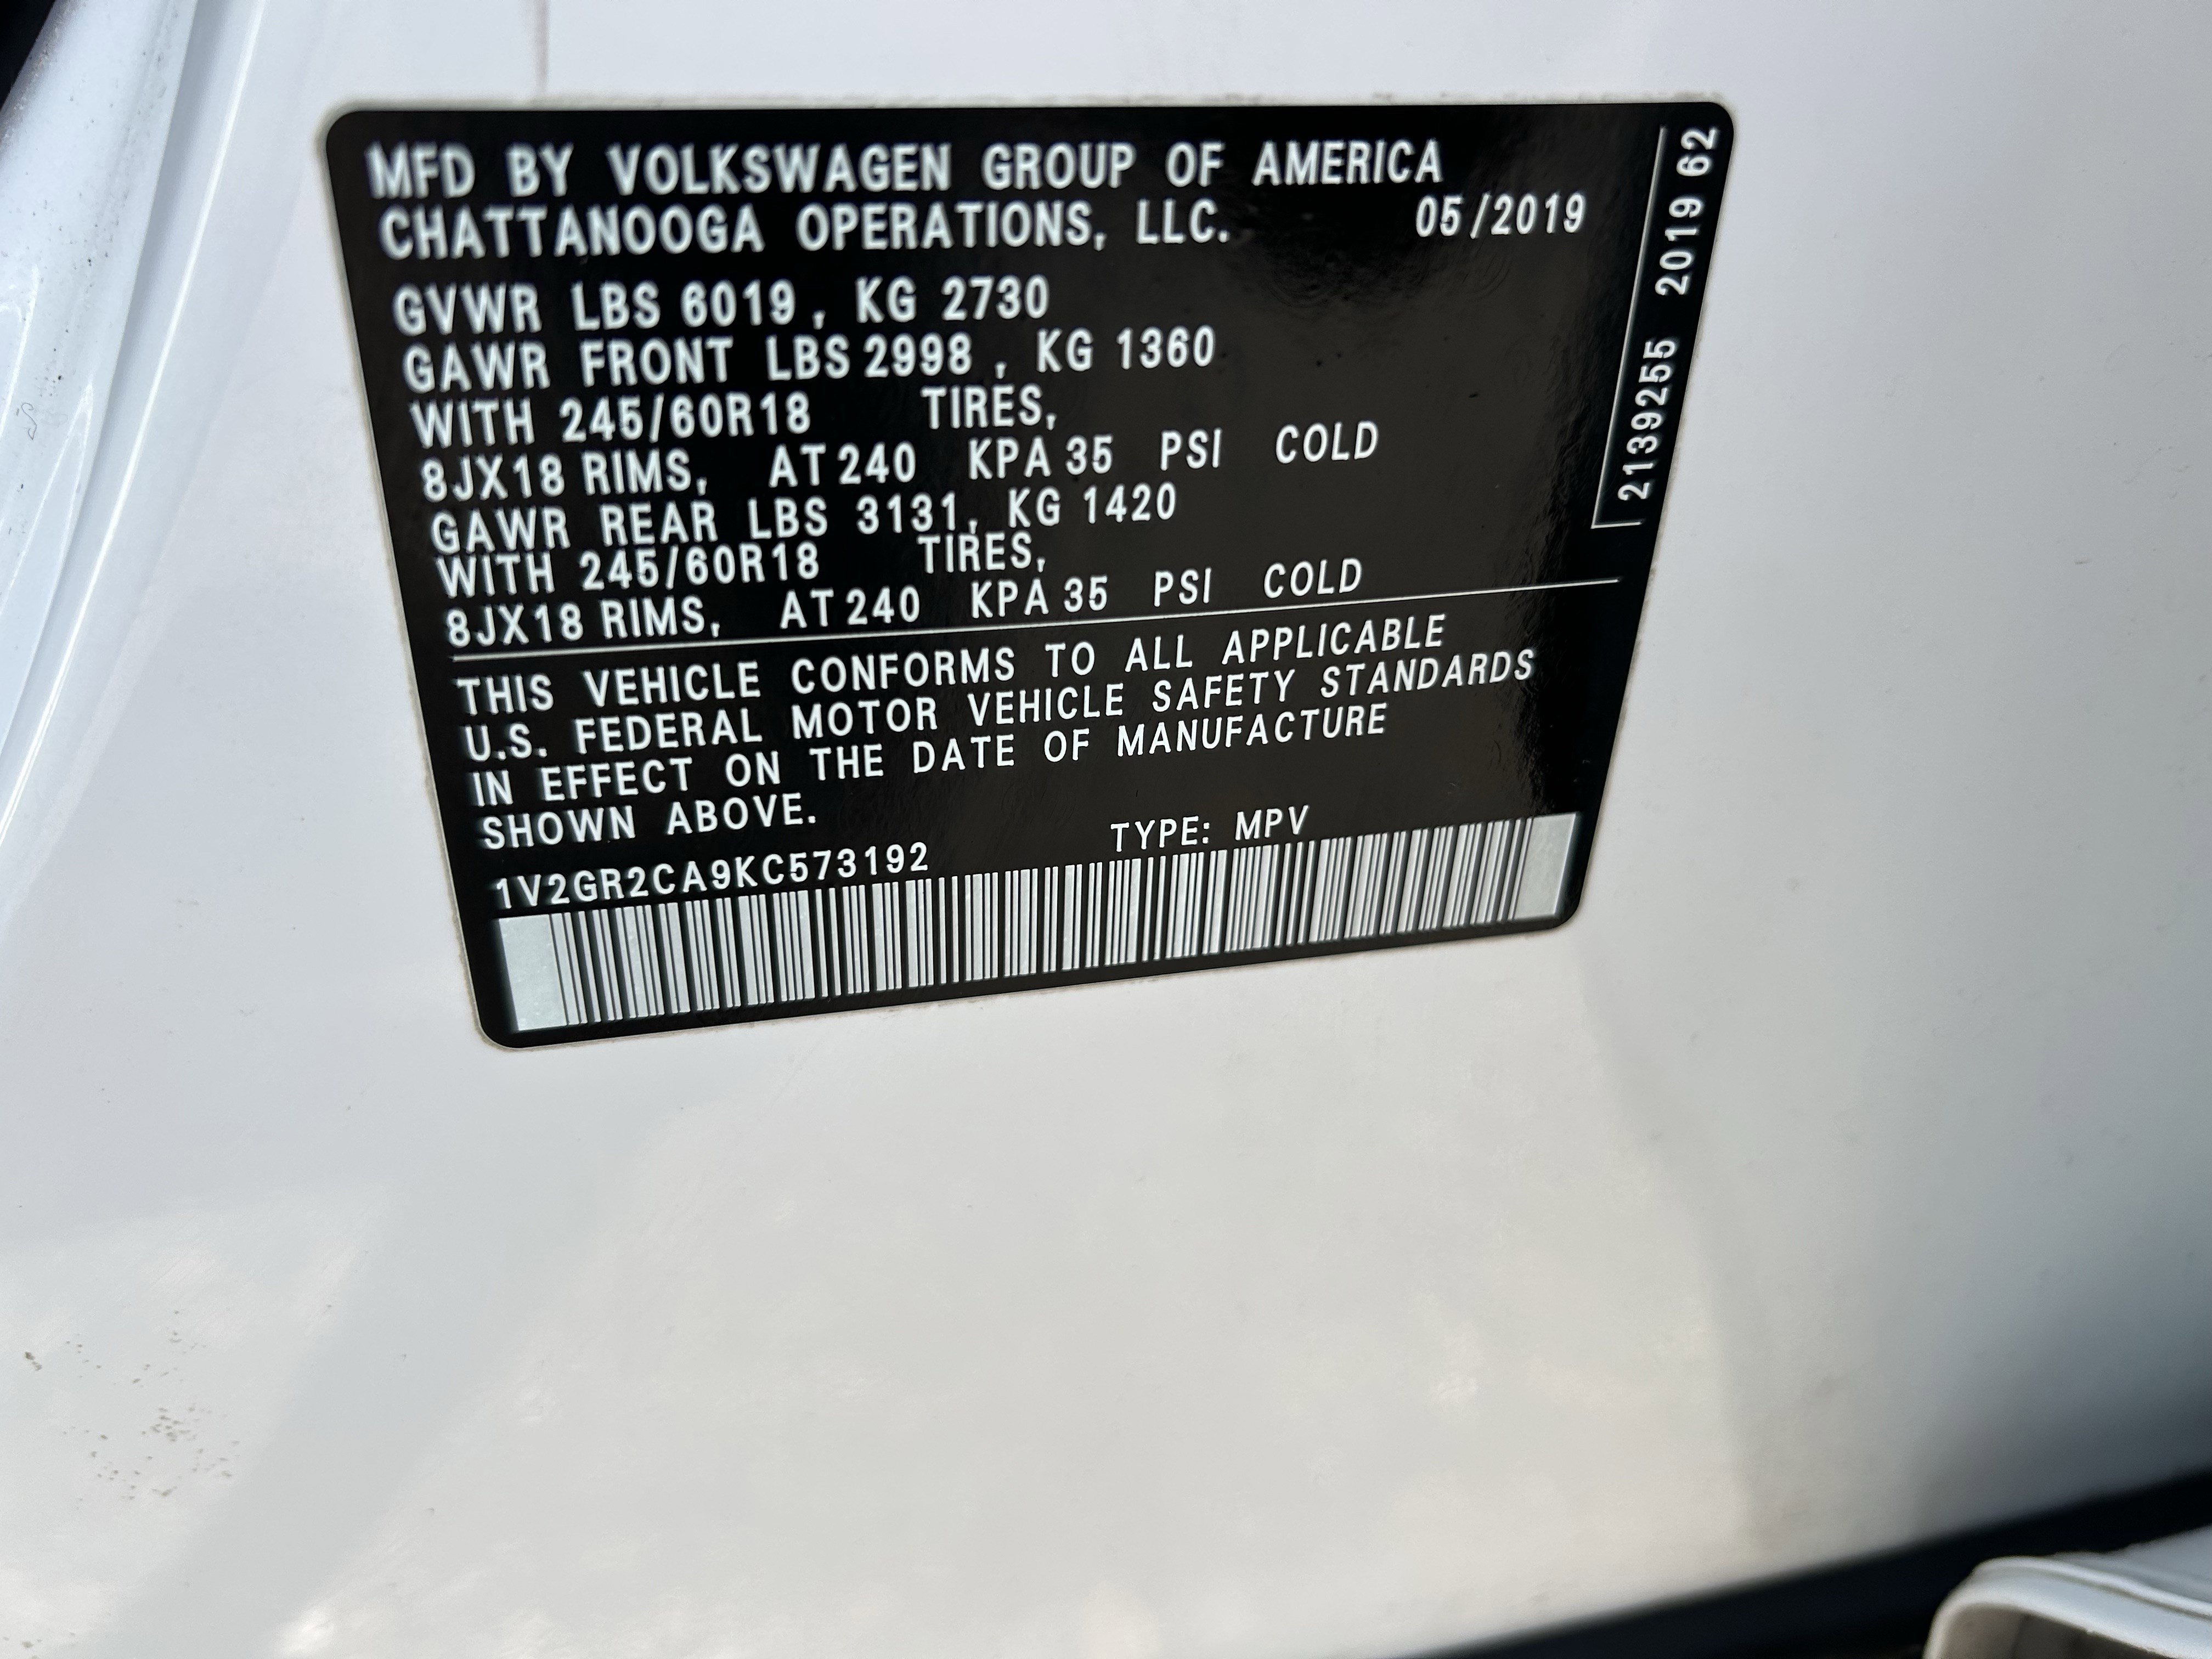 MFD BY VOLKSWAGEN GROUP OF AMERICA
CHATTANOOGA OPERATIONS, LLC. 05/2019
GVWR LBS 6019, KG 2730
GAWR FRONT LBS 2998, KG 1360
WITH 245/60R18 TIRES,
8JX18 RIMS, AT 240 KPA 35 PSI COLD
GAWR REAR LBS 3131, KG 1420
WITH 245/60R18 TIRES,
8JX18 RIMS, AT 240 KPA 35 PSI COLD
THIS VEHICLE CONFORMS TO ALL APPLICABLE
U.S. FEDERAL MOTOR VEHICLE SAFETY STANDARDS
IN EFFECT ON THE DATE OF MANUFACTURE
SHOWN ABOVE.
1V2GR2CA9KC573192 TYPE: MPV
2139255 2019 62